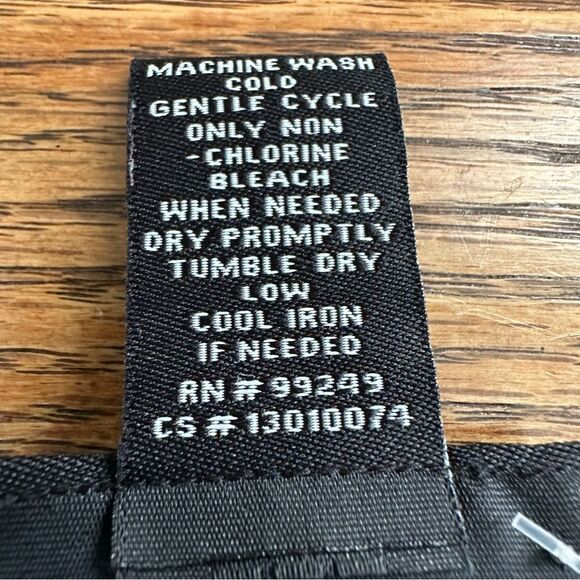 MACHINE WASH
COLD
GENTLE CYCLE
ONLY NON
-CHLORINE
BLEACH
WHEN NEEDED
DRY PROMPTLY
TUMBLE DRY
LOW
COOL IRON
IF NEEDED
RN # 99249
CS # 13010074